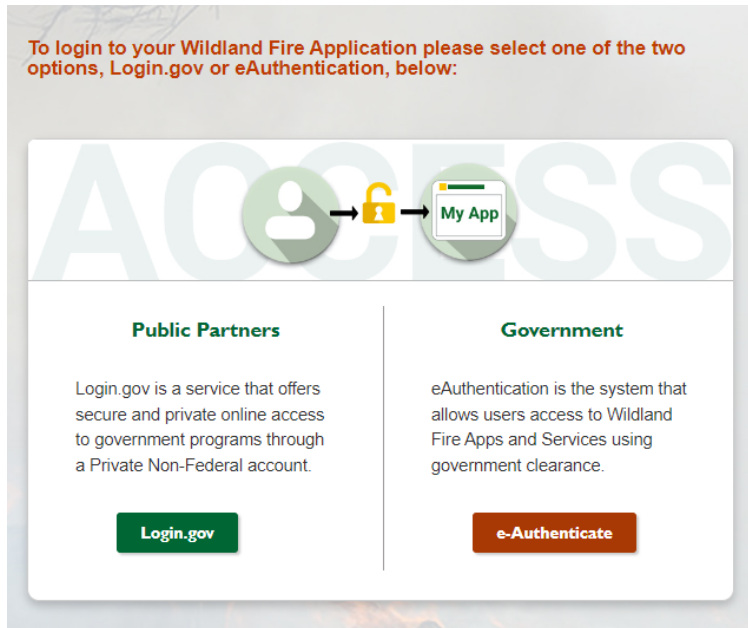 To login to your Wildland Fire Application please select one of the two
options, Login.gov or eAuthentication, below:
ACCESS
My App
Public Partners
Login.gov is a service that offers
secure and private online access
to government programs through
a Private Non-Federal account.
Login.gov
Government
eAuthentication is the system that
allows users access to Wildland
Fire Apps and Services using
government clearance.
e-Authenticate